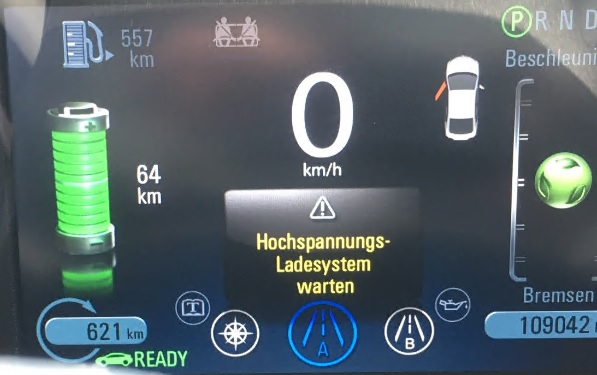 557
km
P R N D
Beschleuni
0
km/h
64
km
Hochspannungs-
Ladesystem
warten
A
B
Bremsen
621 km
109042
READY